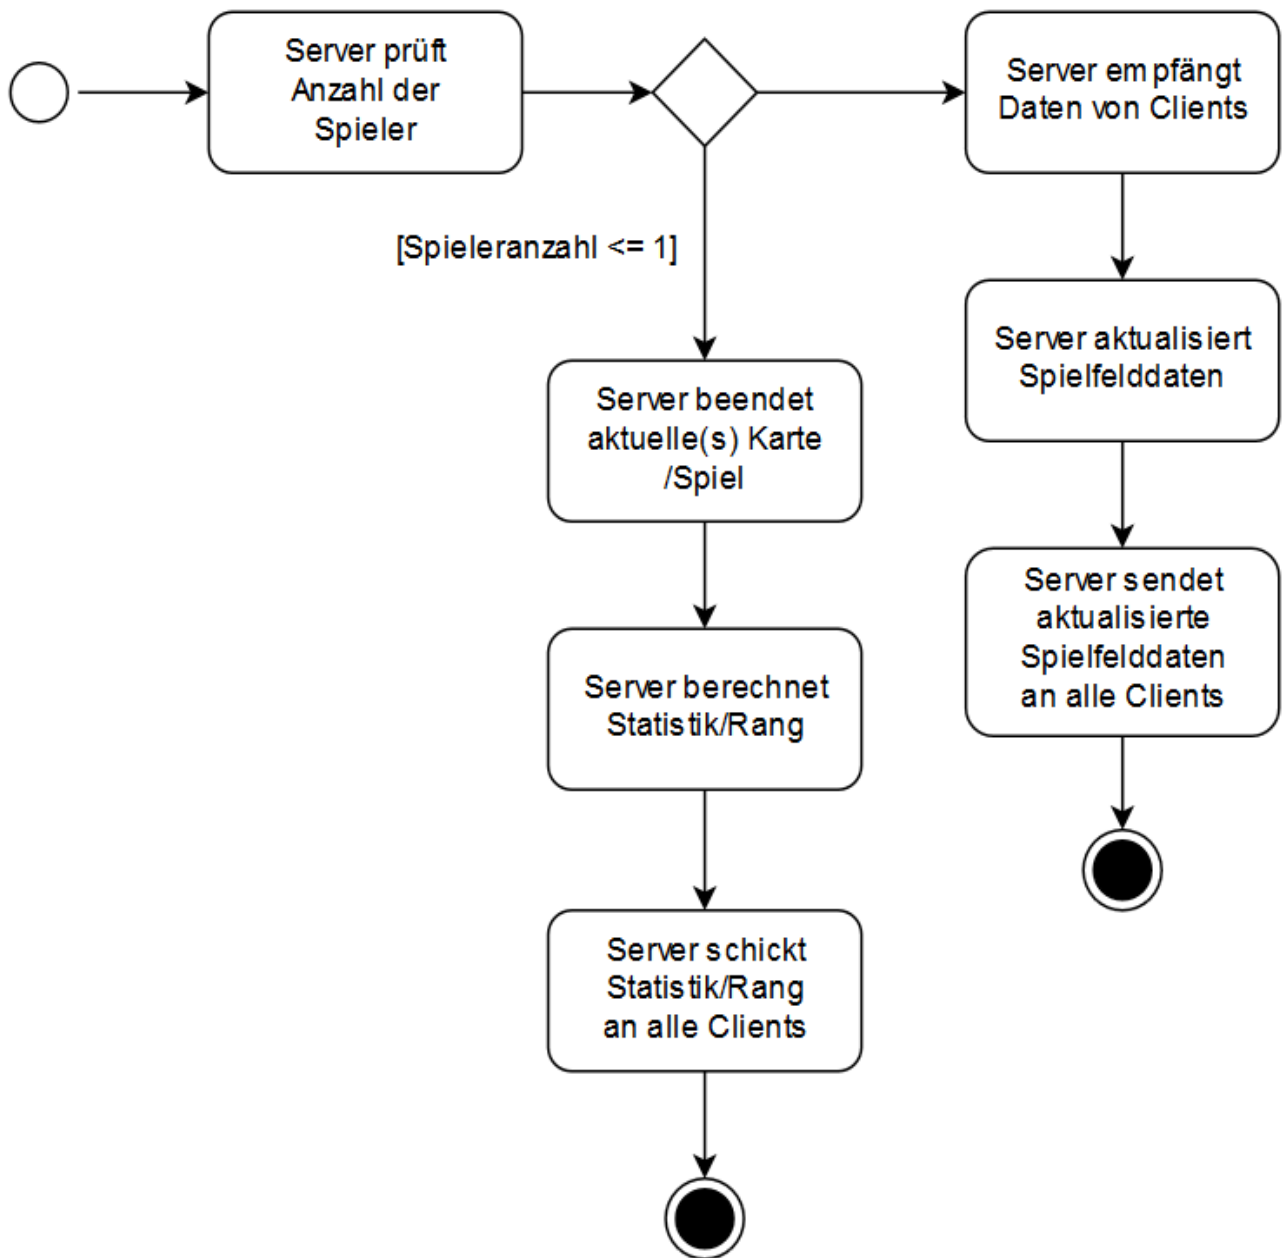 Server prüft
Anzahl der
Spieler
Server empfängt
Daten von Clients
[Spieleranzahl <= 1]
Server aktualisiert
Spielfelddaten
Server beendet
aktuelle(s) Karte
/Spiel
Server sendet
aktualisierte
Spielfelddaten
an alle Clients
Server berechnet
Statistik/Rang
Server schickt
Statistik/Rang
an alle Clients